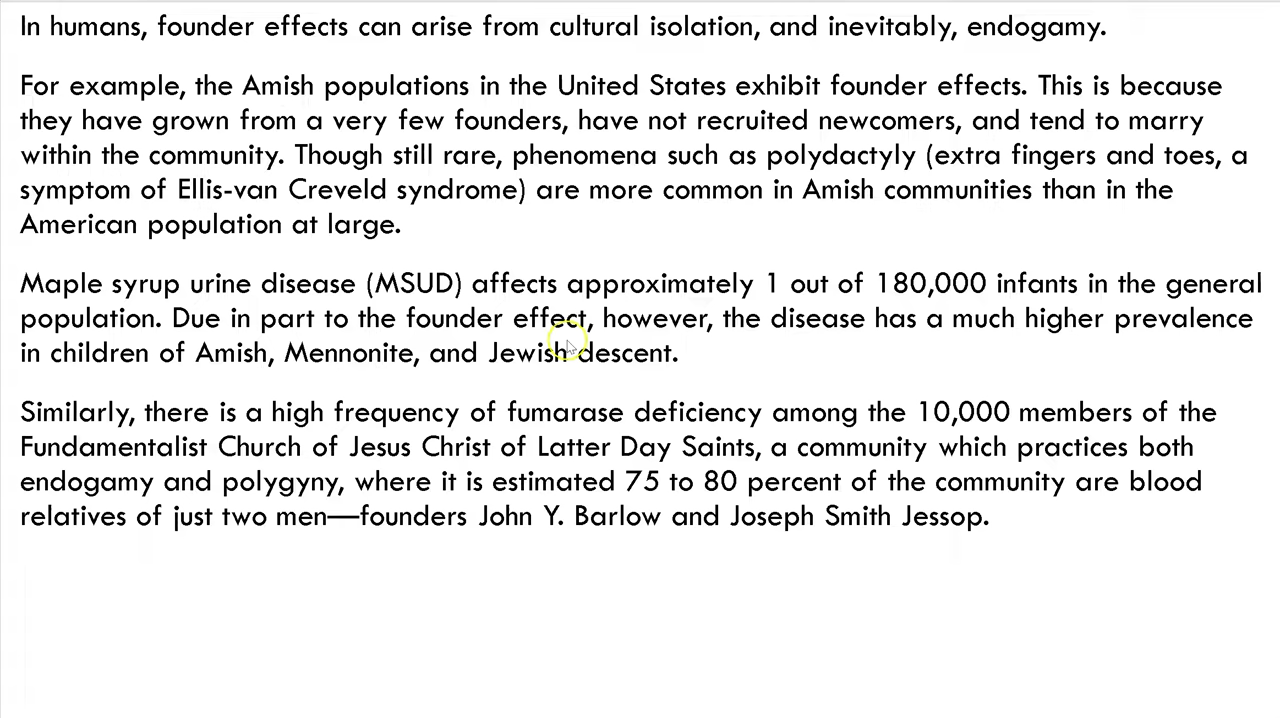 In humans, founder effects can arise from cultural isolation, and inevitably, endogamy.
For example, the Amish populations in the United States exhibit founder effects. This is because
they have grown from a very few founders, have not recruited newcomers, and tend to marry
within the community. Though still rare, phenomena such as polydactyly (extra fingers and toes, a
symptom of Ellis-van Creveld syndrome) are more common in Amish communities than in the
American population at large.
Maple syrup urine disease (MSUD) affects approximately 1 out of 180,000 infants in the general
population. Due in part to the founder effect, however, the disease has a much higher prevalence
in children of Amish, Mennonite, and Jewish descent.
Similarly, there is a high frequency of fumarase deficiency among the 10,000 members of the
Fundamentalist Church of Jesus Christ of Latter Day Saints, a community which practices both
endogamy and polygyny, where it is estimated 75 to 80 percent of the community are blood
relatives of just two men—founders John Y. Barlow and Joseph Smith Jessop.